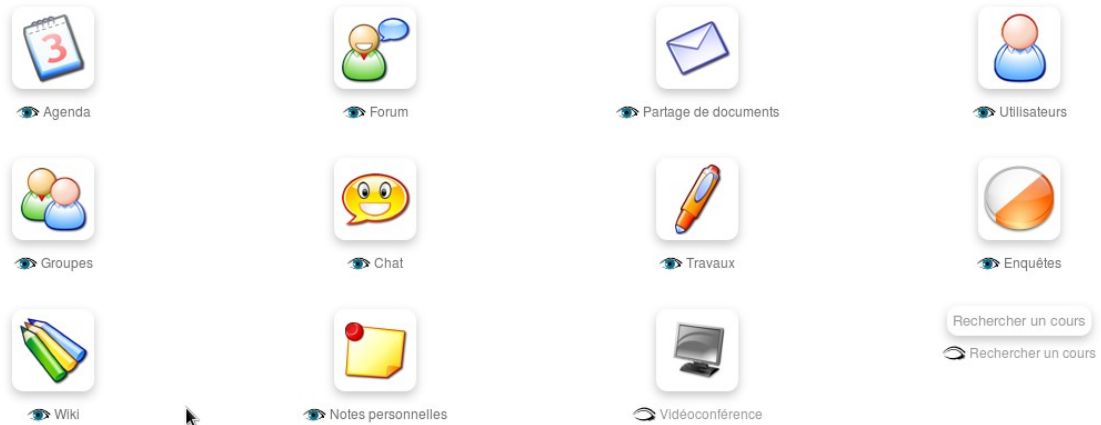 3
Agenda
Forum
Partage de documents
Utilisateurs
Groupes
Chat
Travaux
Enquêtes
Rechercher un cours
Rechercher un cours
Wiki
Notes personnelles
Vidéoconférence